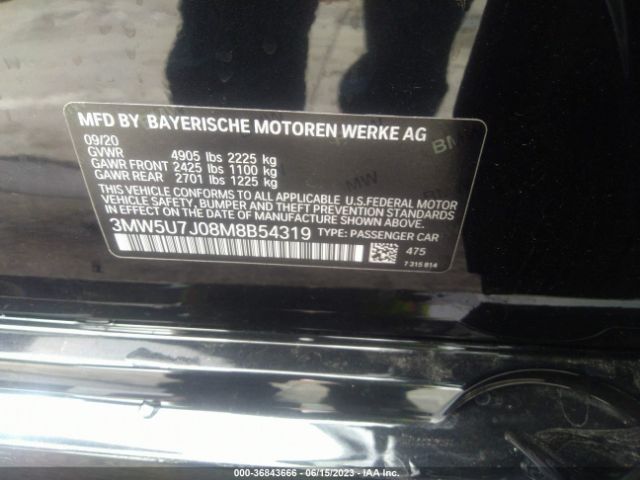 MFD BY BAYERISCHE MOTOREN WERKE AG
09/20
GVWR 4905 lbs 2225 kg
GAWR FRONT 2425 lbs 1100 kg
GAWR REAR 2701 lbs 1225 kg
THIS VEHICLE CONFORMS TO ALL APPLICABLE U.S.FEDERAL MOTOR
VEHICLE SAFETY, BUMPER AND THEFT PREVENTION STANDARDS
IN EFFECT ON THE DATE OF MANUFACTURE SHOWN ABOVE.
3MW5U7J08M8B54319 TYPE: PASSENGER CAR
475
7 315 814
000-36843666 - 06/15/2023 - IAA Inc.